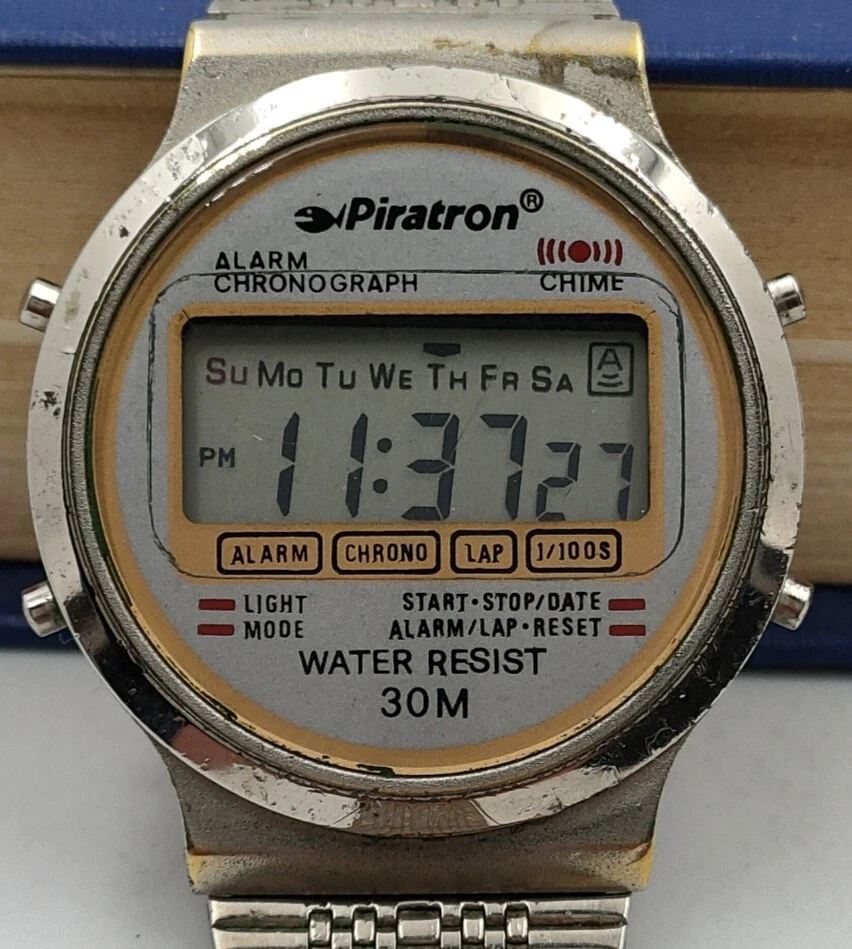 Piratron®
ALARM
CHRONOGRAPH
CHIME
Su Mo Tu We Th Fr Sa A
PM 11:37 27
ALARM CHRONO LAP 1/100S
LIGHT START•STOP/DATE
MODE ALARM/LAP•RESET
WATER RESIST
30M